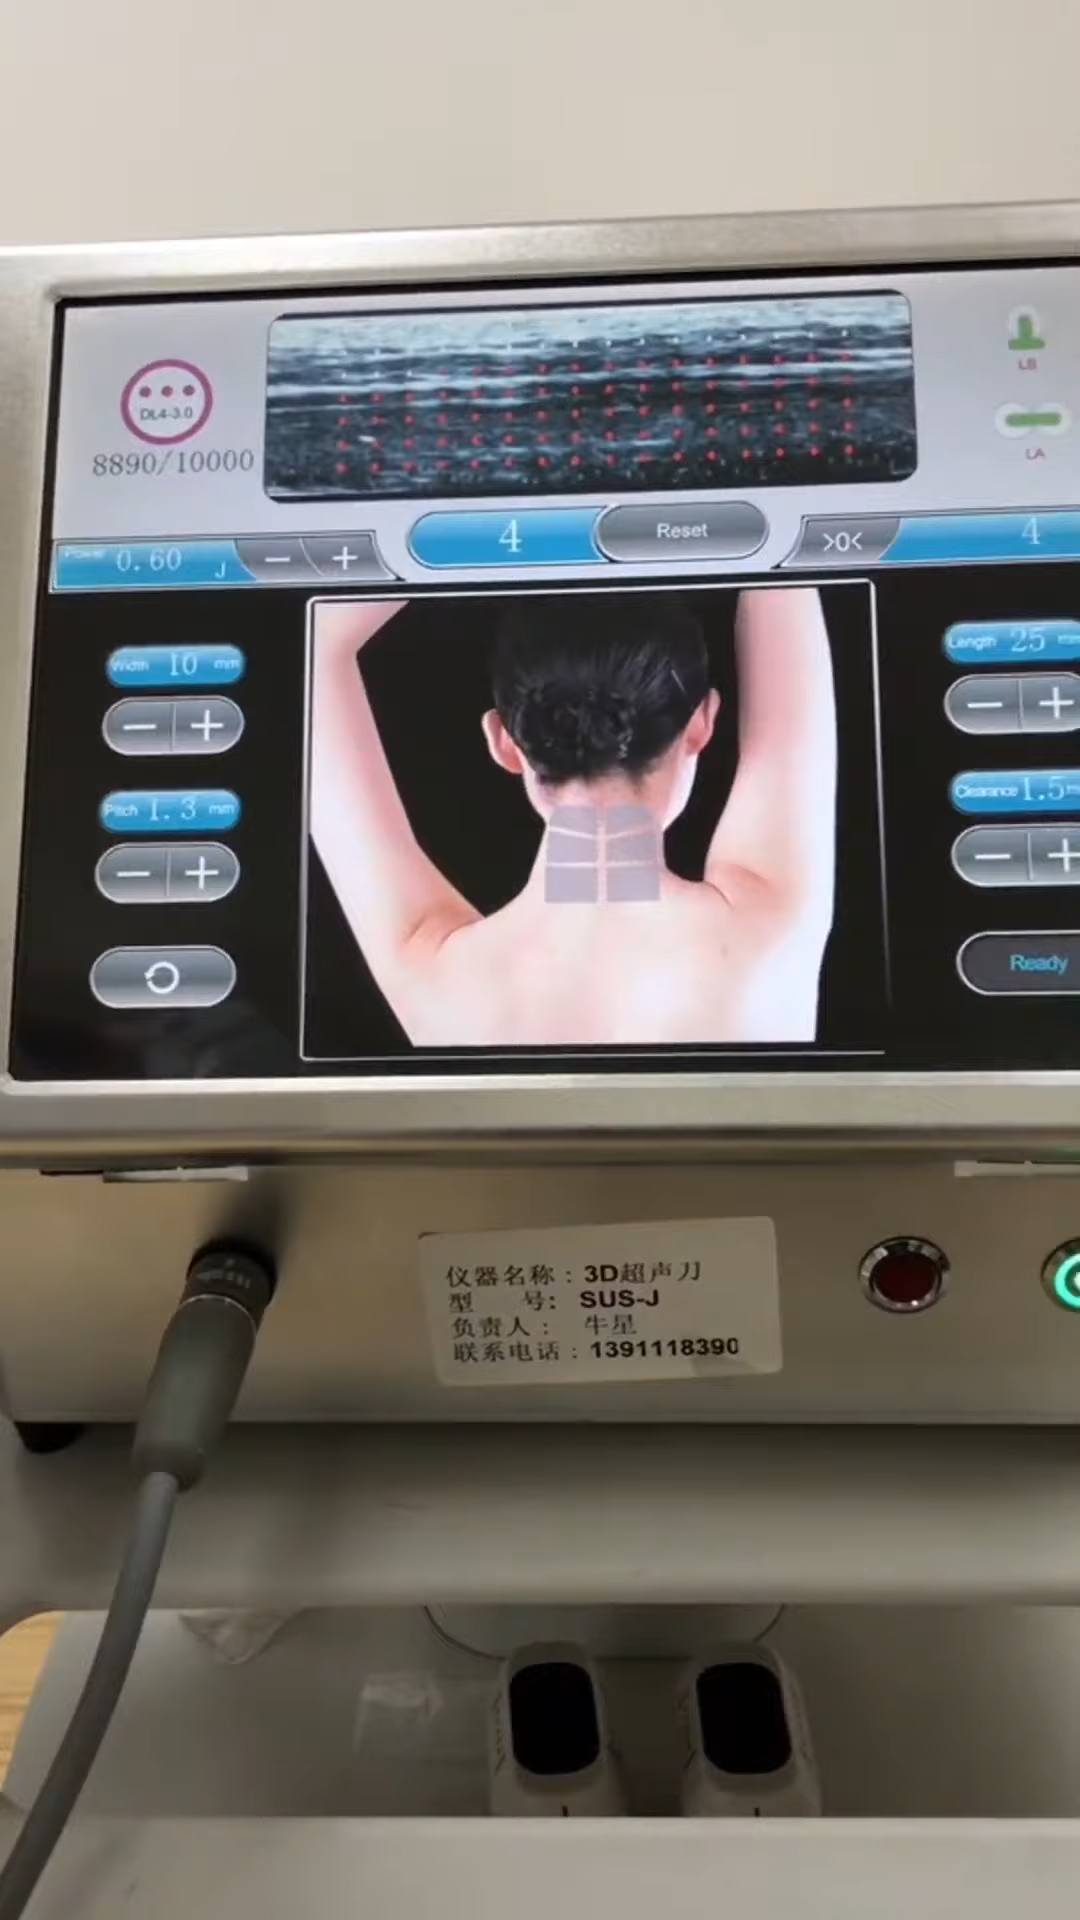 DL4-3.0
8890/10000
LB
LA
Power 0.60 J
− +
4
Reset
>0<
4
Width 10 mm
− +
Length 25 mm
− +
Pitch 1.3 mm
− +
Clearance 1.5m
− +
Ready
仪器名称：3D超声刀
型 号: SUS-J
负责人： 牛星
联系电话：1391118390